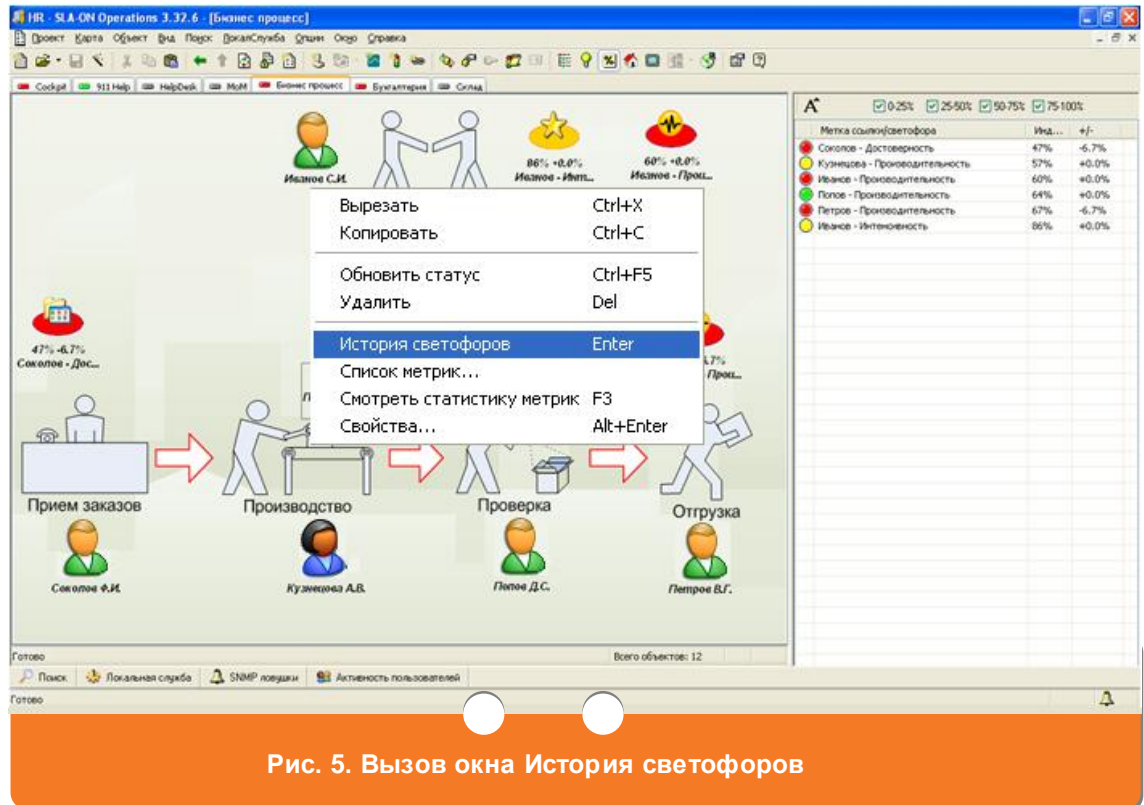 HR - SLA-ON Operations 3.32.6 - [Бизнес процесс]
Проект Карта Объект Вид Поиск ЛокалСлужба Опции Окно Справка
Cockpit 911 Help HelpDesk MoM Бизнес процесс Бухгалтерия Склад
Иванов С.И.
86% +0.0%
Иванов - Инт...
60% +0.0%
Иванов - Прои...
Вырезать Ctrl+X
Копировать Ctrl+C
Обновить статус Ctrl+F5
Удалить Del
История светофоров Enter
Список метрик...
Смотреть статистику метрик F3
Свойства... Alt+Enter
47% -6.7%
Соколов - Дос...
.7%
Прои...
Прием заказов
Производство
Проверка
Отгрузка
Соколов Ф.И.
Кузнецова А.В.
Попов Д.С.
Петров В.Г.
A
0-25% 25-50% 50-75% 75-100%
Метка ссылки/светофора Инд... +/-
Соколов - Достоверность 47% -6.7%
Кузнецова - Производительность 57% +0.0%
Иванов - Производительность 60% +0.0%
Попов - Производительность 64% +0.0%
Петров - Производительность 67% -6.7%
Иванов - Интенсивность 86% +0.0%
Готово Всего объектов: 12
Поиск Локальная служба SNMP ловушки Активность пользователей
Готово
Рис. 5. Вызов окна История светофоров